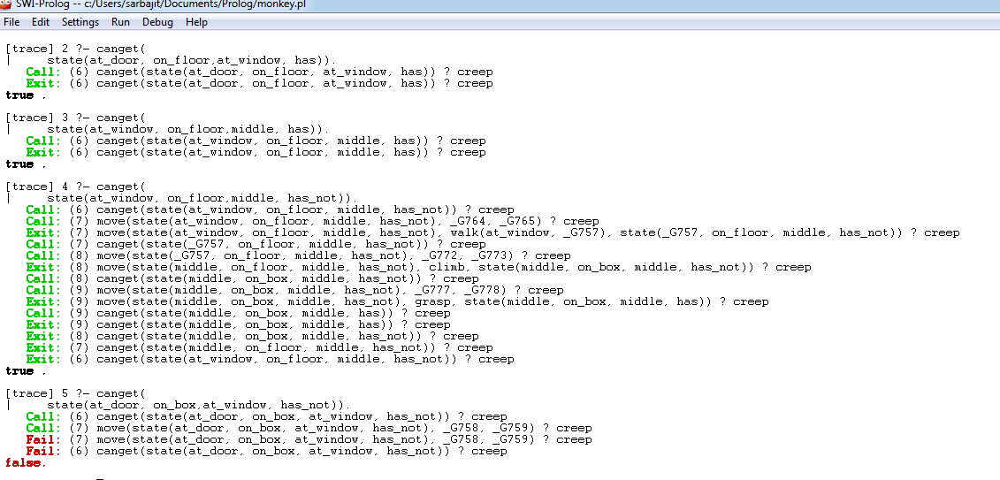 SWI-Prolog -- c:/Users/sarbajit/Documents/Prolog/monkey.pl
File Edit Settings Run Debug Help
[trace] 2 ?- canget(
| state(at_door, on_floor,at_window, has)).
Call: (6) canget(state(at_door, on_floor, at_window, has)) ? creep
Exit: (6) canget(state(at_door, on_floor, at_window, has)) ? creep
true .
[trace] 3 ?- canget(
| state(at_window, on_floor,middle, has)).
Call: (6) canget(state(at_window, on_floor, middle, has)) ? creep
Exit: (6) canget(state(at_window, on_floor, middle, has)) ? creep
true .
[trace] 4 ?- canget(
| state(at_window, on_floor,middle, has_not)).
Call: (6) canget(state(at_window, on_floor, middle, has_not)) ? creep
Call: (7) move(state(at_window, on_floor, middle, has_not), _G764, _G765) ? creep
Exit: (7) move(state(at_window, on_floor, middle, has_not), walk(at_window, _G757), state(_G757, on_floor, middle, has_not)) ? creep
Call: (7) canget(state(_G757, on_floor, middle, has_not)) ? creep
Call: (8) move(state(_G757, on_floor, middle, has_not), _G772, _G773) ? creep
Exit: (8) move(state(middle, on_floor, middle, has_not), climb, state(middle, on_box, middle, has_not)) ? creep
Call: (8) canget(state(middle, on_box, middle, has_not)) ? creep
Call: (9) move(state(middle, on_box, middle, has_not), _G777, _G778) ? creep
Exit: (9) move(state(middle, on_box, middle, has_not), grasp, state(middle, on_box, middle, has)) ? creep
Call: (9) canget(state(middle, on_box, middle, has)) ? creep
Exit: (9) canget(state(middle, on_box, middle, has)) ? creep
Exit: (8) canget(state(middle, on_box, middle, has_not)) ? creep
Exit: (7) canget(state(middle, on_floor, middle, has_not)) ? creep
Exit: (6) canget(state(at_window, on_floor, middle, has_not)) ? creep
true .
[trace] 5 ?- canget(
| state(at_door, on_box,at_window, has_not)).
Call: (6) canget(state(at_door, on_box, at_window, has_not)) ? creep
Call: (7) move(state(at_door, on_box, at_window, has_not), _G758, _G759) ? creep
Fail: (7) move(state(at_door, on_box, at_window, has_not), _G758, _G759) ? creep
Fail: (6) canget(state(at_door, on_box, at_window, has_not)) ? creep
false.